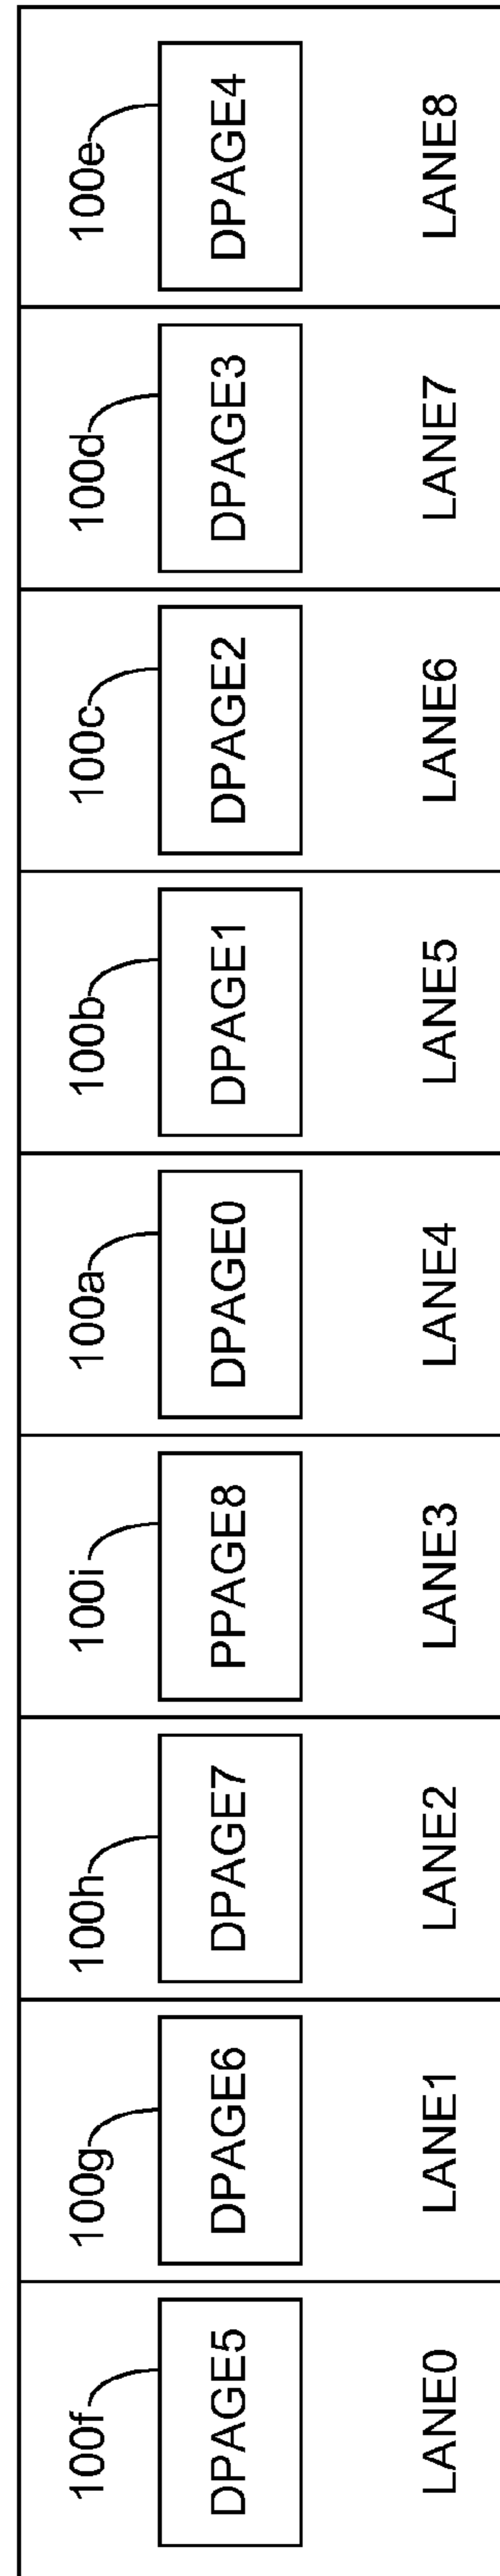 100f 100g 100h 100i 100a 100b 100c 100d 100e
DPAGE5 DPAGE6 DPAGE7 PPAGE8 DPAGE0 DPAGE1 DPAGE2 DPAGE3 DPAGE4
LANE0 LANE1 LANE2 LANE3 LANE4 LANE5 LANE6 LANE7 LANE8